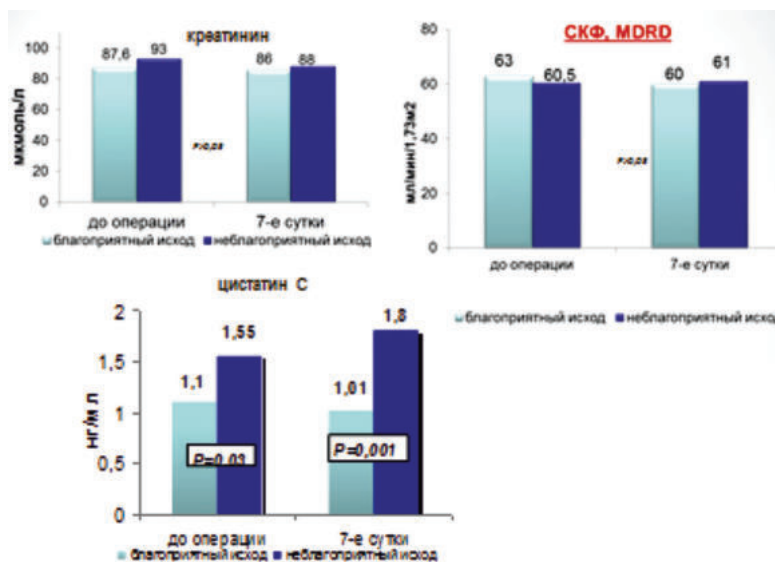 креатинин
100
80
60
40
20
0
мкмоль/л
87,6
93
86
88
до операции
7-е сутки
благоприятный исход
неблагоприятный исход
СКФ, MDRD
80
60
40
20
0
мл/мин/1,73м2
63
60,5
60
61
до операции
7-е сутки
благоприятный исход
неблагоприятный исход
цистатин С
2
1,5
1
0,5
0
нг/мл
1,1
1,55
1,01
1,8
P=0,03
P=0,001
до операции
7-е сутки
благоприятный исход
неблагоприятный исход